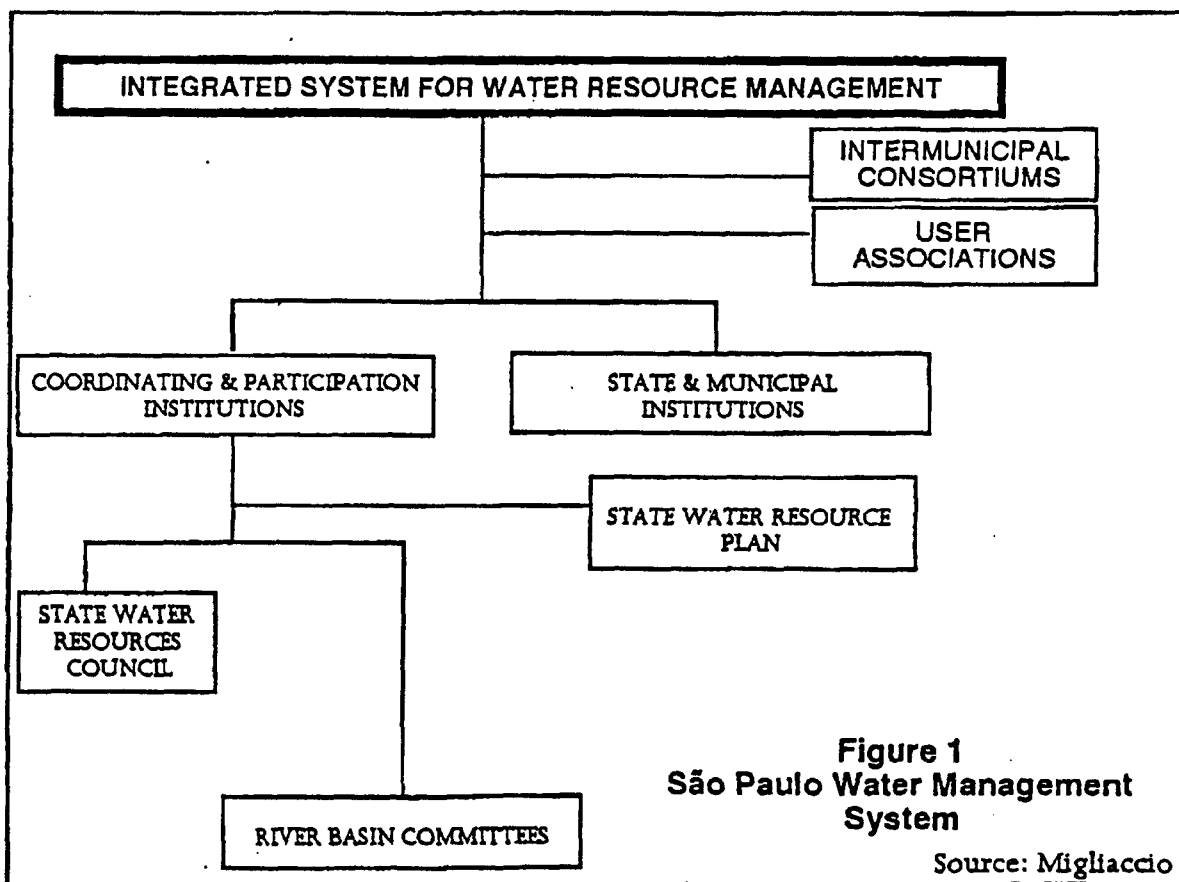 INTEGRATED SYSTEM FOR WATER RESOURCE MANAGEMENT
INTERMUNICIPAL
CONSORTIUMS
USER
ASSOCIATIONS
COORDINATING & PARTICIPATION
INSTITUTIONS
STATE & MUNICIPAL
INSTITUTIONS
STATE WATER RESOURCE
PLAN
STATE WATER
RESOURCES
COUNCIL
RIVER BASIN COMMITTEES
Figure 1
São Paulo Water Management
System
Source: Migliaccio